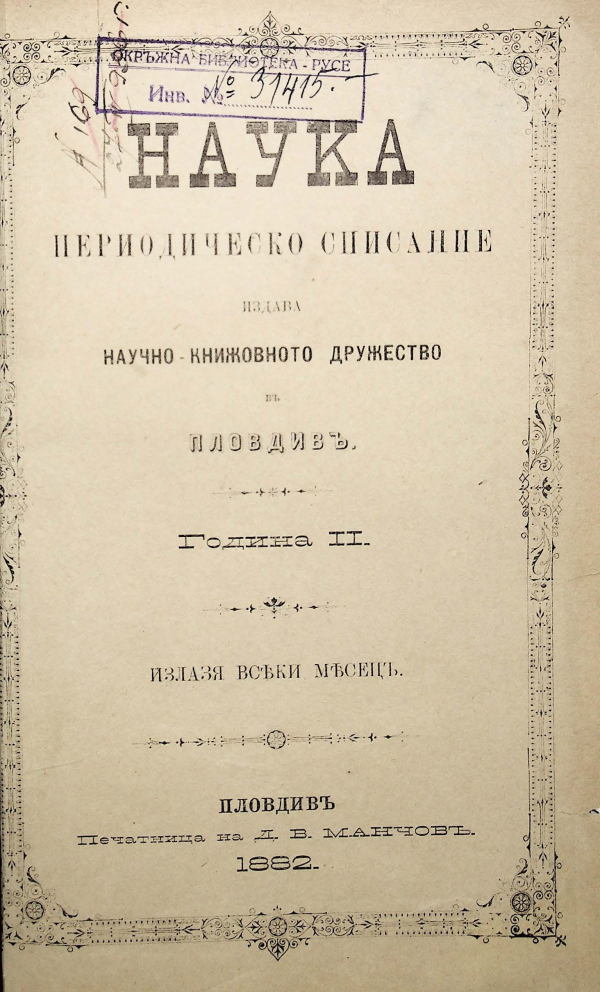 ОКРЪЖНА БИБЛИОТЕКА - РУСЕ
Инв. № 31415.
НАУКА
ПЕРИОДИЧЕСКО СПИСАНИЕ
ИЗДАВА
НАУЧНО-КНИЖОВНОТО ДРУЖЕСТВО
ВЪ
ПЛОВДИВЪ.
Година II.
ИЗЛАЗЯ ВСѢКИ МѢСЕЦЪ.
ПЛОВДИВЪ
Печатница на Д. В. МАНЧОВЪ.
1882.